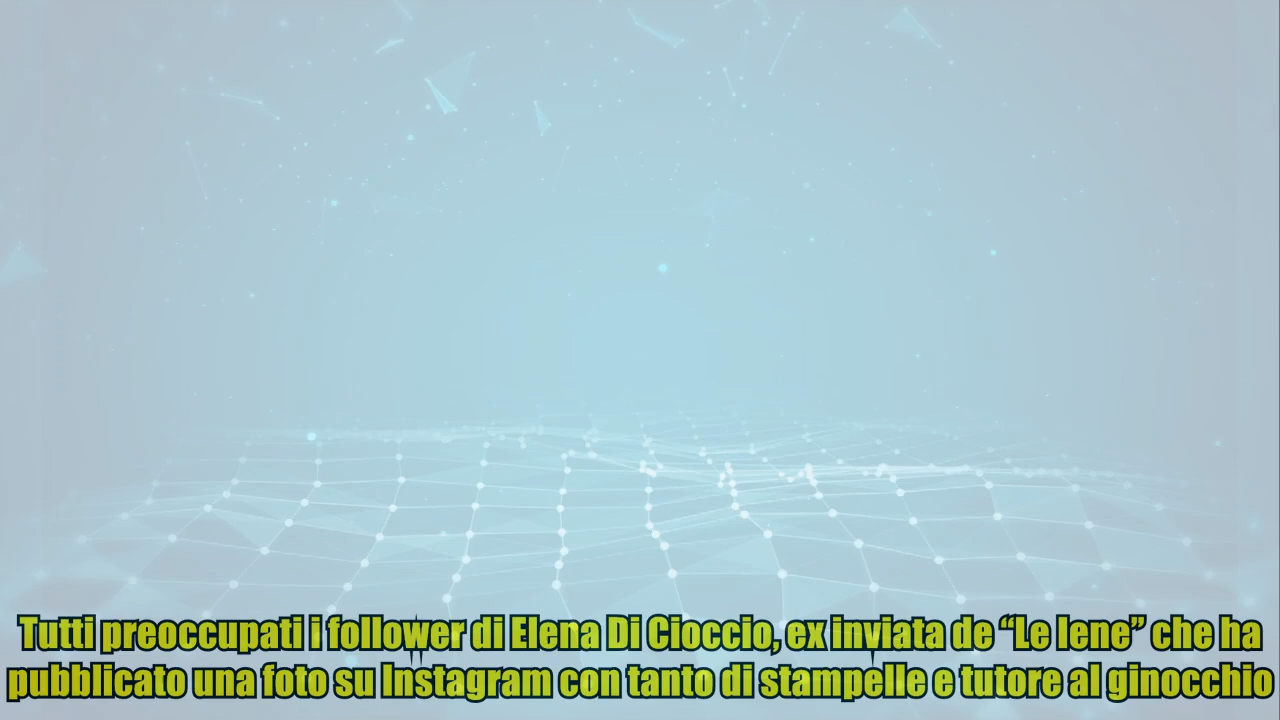 Tutti preoccupati i follower di Elena Di Cioccio, ex inviata de “Le Iene” che ha
pubblicato una foto su Instagram con tanto di stampelle e tutore al ginocchio